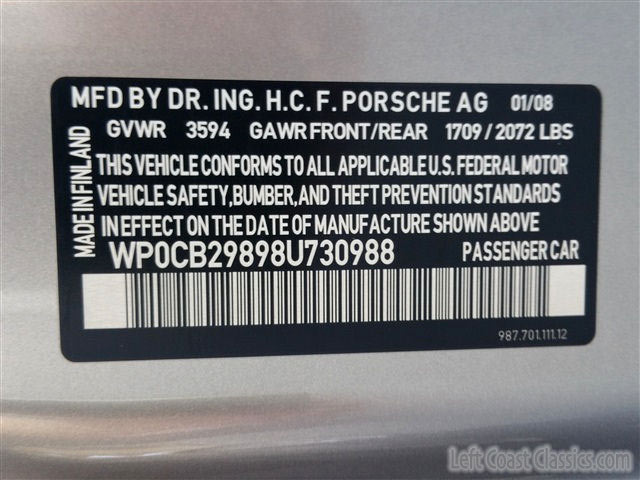 MFD BY DR. ING. H.C. F. PORSCHE AG 01/08
GVWR 3594 GAWR FRONT/REAR 1709 / 2072 LBS
THIS VEHICLE CONFORMS TO ALL APPLICABLE U.S. FEDERAL MOTOR
VEHICLE SAFETY, BUMBER, AND THEFT PREVENTION STANDARDS
IN EFFECT ON THE DATE OF MANUFACTURE SHOWN ABOVE
WP0CB29898U730988 PASSENGER CAR
MADE IN FINLAND
987.701.111.12
Left Coast Classics.com